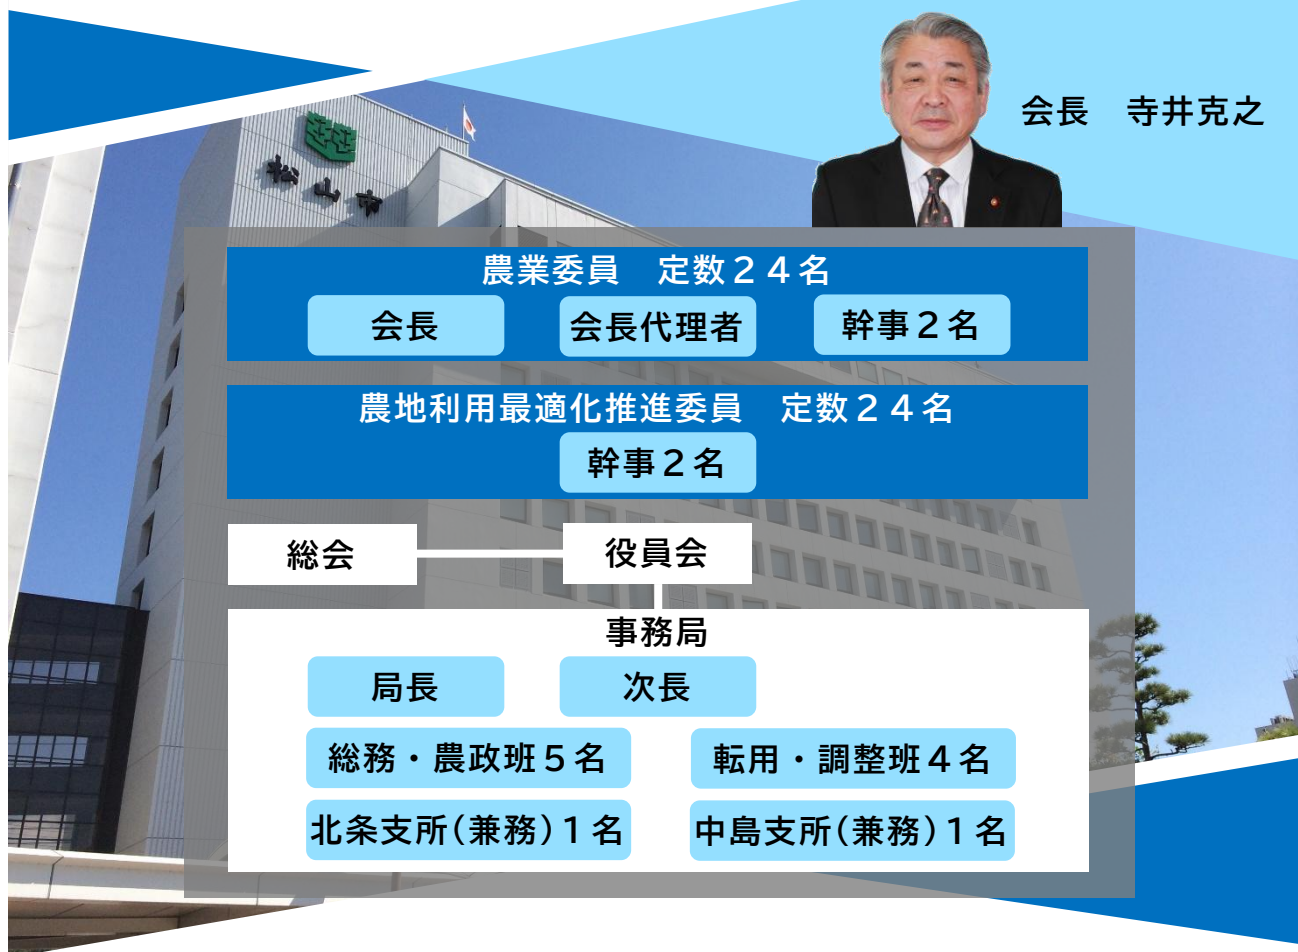 会長　寺井克之
松山市
農業委員　定数２４名
会長
会長代理者
幹事２名
農地利用最適化推進委員　定数２４名
幹事２名
総会
役員会
事務局
局長
次長
総務・農政班５名
転用・調整班４名
北条支所(兼務)１名
中島支所(兼務)１名